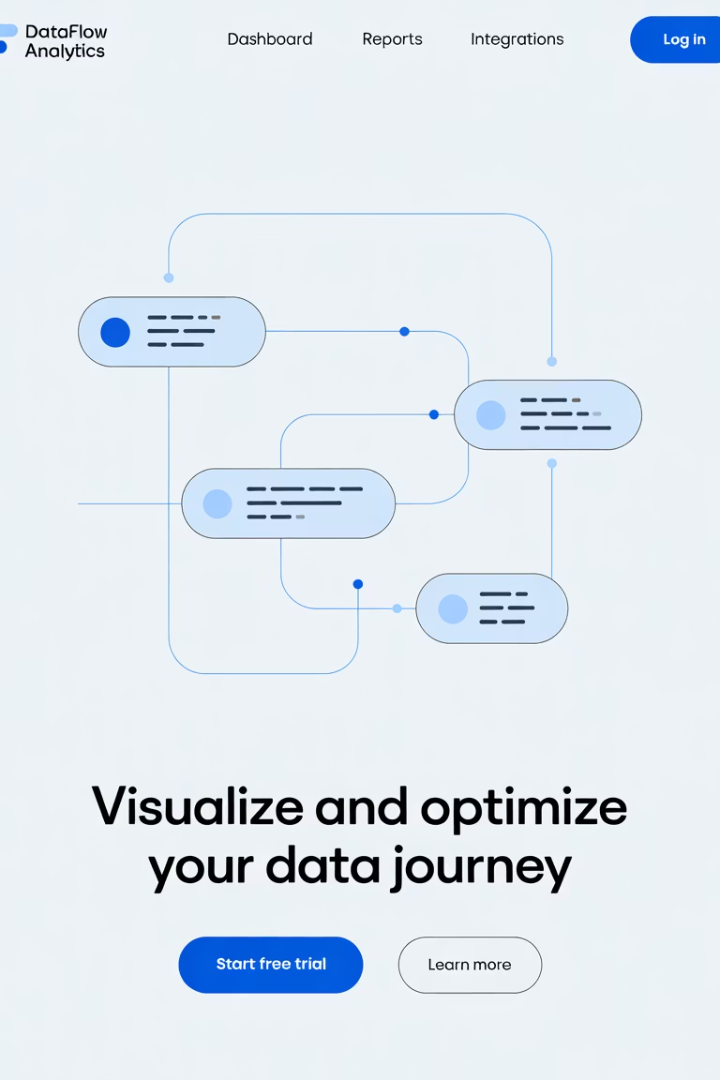 DataFlow
Analytics
Dashboard
Reports
Integrations
Log in
Visualize and optimize
your data journey
Start free trial
Learn more